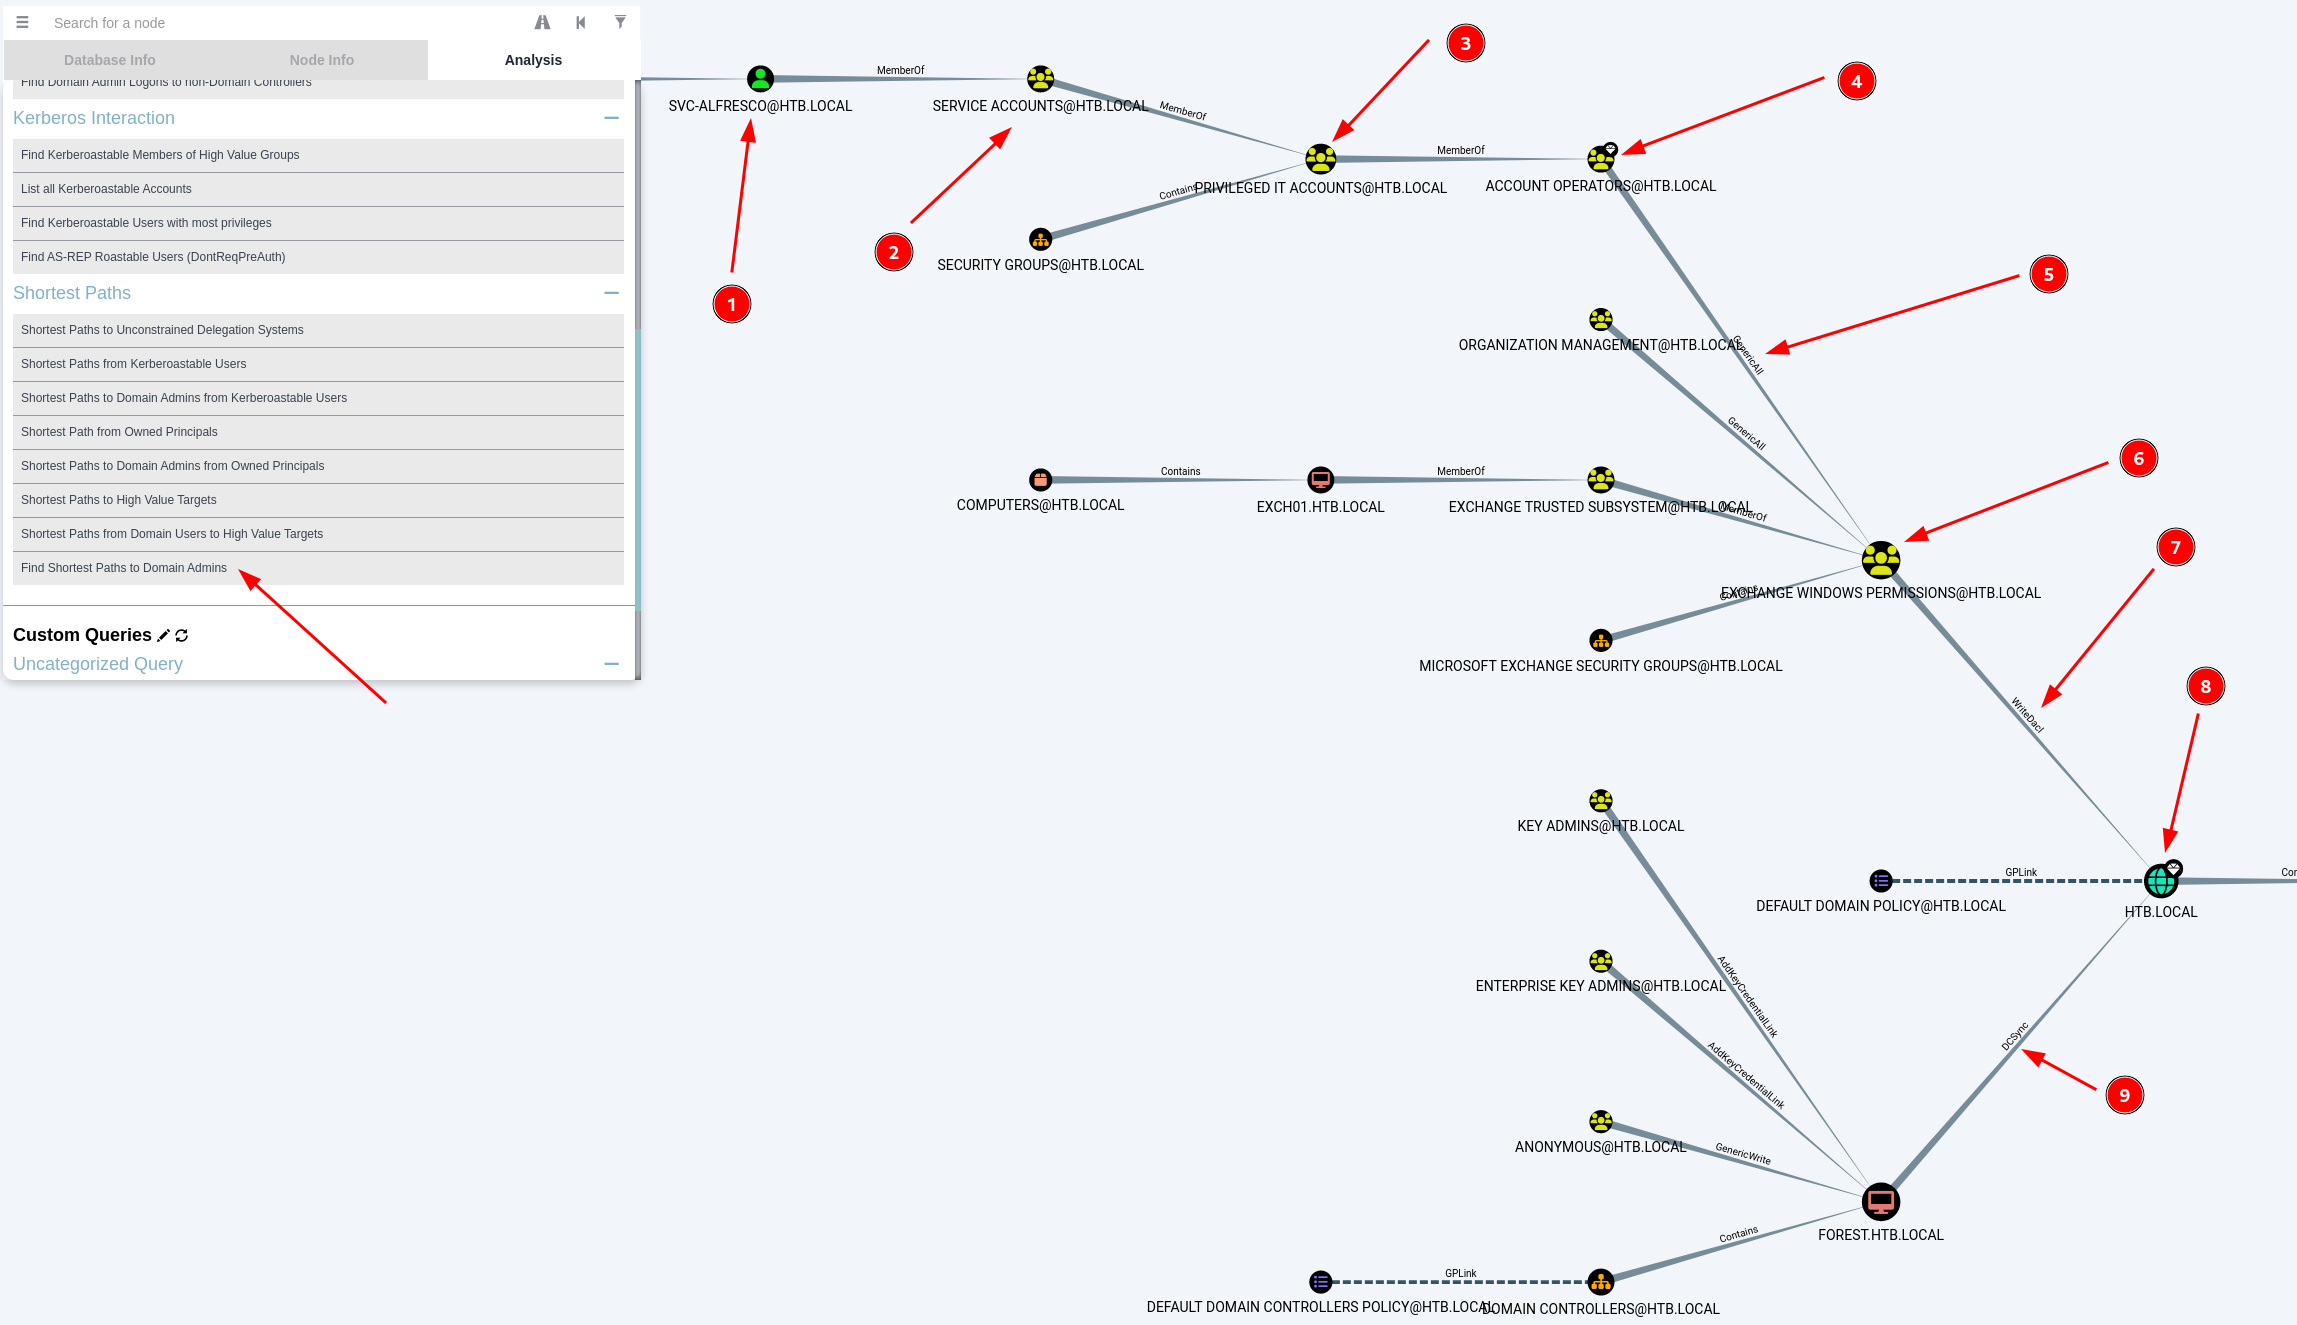 Search for a node
Database Info
Node Info
Analysis
Find Domain Admin Logons to non-Domain Controllers
Kerberos Interaction
Find Kerberoastable Members of High Value Groups
List all Kerberoastable Accounts
Find Kerberoastable Users with most privileges
Find AS-REP Roastable Users (DontReqPreAuth)
Shortest Paths
Shortest Paths to Unconstrained Delegation Systems
Shortest Paths from Kerberoastable Users
Shortest Paths to Domain Admins from Kerberoastable Users
Shortest Path from Owned Principals
Shortest Paths to Domain Admins from Owned Principals
Shortest Paths to High Value Targets
Shortest Paths from Domain Users to High Value Targets
Find Shortest Paths to Domain Admins
Custom Queries
Uncategorized Query
3
4
MemberOf
SVC-ALFRESCO@HTB.LOCAL
SERVICE ACCOUNTS@HTB.LOCAL
MemberOf
MemberOf
Contains
PRIVILEGED IT ACCOUNTS@HTB.LOCAL
ACCOUNT OPERATORS@HTB.LOCAL
2
SECURITY GROUPS@HTB.LOCAL
5
1
ORGANIZATION MANAGEMENT@HTB.LOCAL
GenericAll
GenericAll
6
Contains
MemberOf
COMPUTERS@HTB.LOCAL
EXCH01.HTB.LOCAL
EXCHANGE TRUSTED SUBSYSTEM@HTB.LOCAL
MemberOf
7
Contains
EXCHANGE WINDOWS PERMISSIONS@HTB.LOCAL
MICROSOFT EXCHANGE SECURITY GROUPS@HTB.LOCAL
8
WriteDacl
KEY ADMINS@HTB.LOCAL
GPLink
Cor
DEFAULT DOMAIN POLICY@HTB.LOCAL
HTB.LOCAL
ENTERPRISE KEY ADMINS@HTB.LOCAL
AddKeyCredentialLink
DCSync
AddKeyCredentialLink
9
ANONYMOUS@HTB.LOCAL
GenericWrite
Contains
FOREST.HTB.LOCAL
GPLink
DEFAULT DOMAIN CONTROLLERS POLICY@HTB.LOCAL
DOMAIN CONTROLLERS@HTB.LOCAL